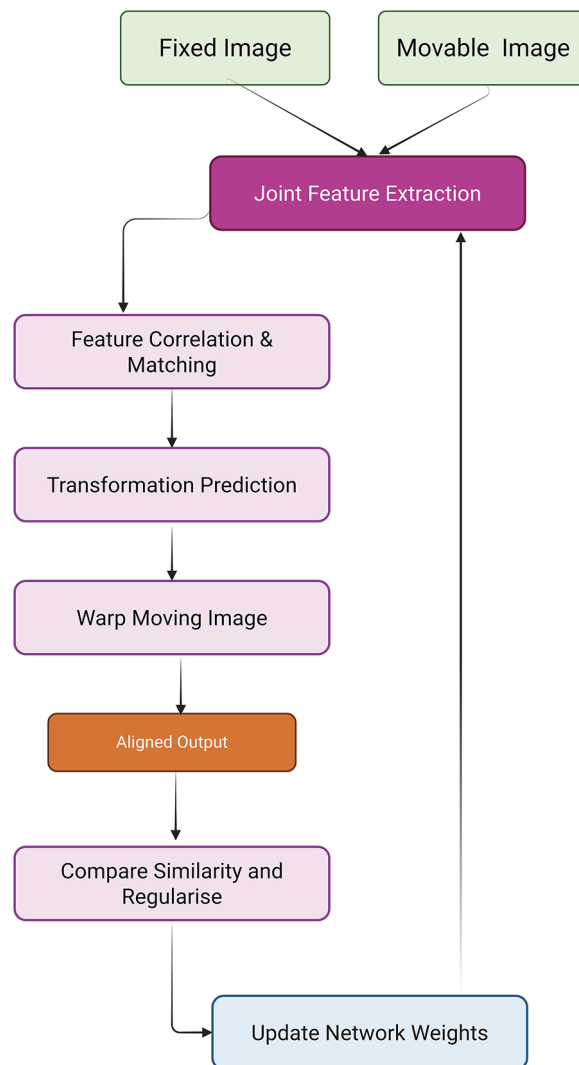 Fixed Image
Movable  Image
Joint Feature Extraction
Feature Correlation &
Matching
Transformation Prediction
Warp Moving Image
Aligned Output
Compare Similarity and
Regularise
Update Network Weights